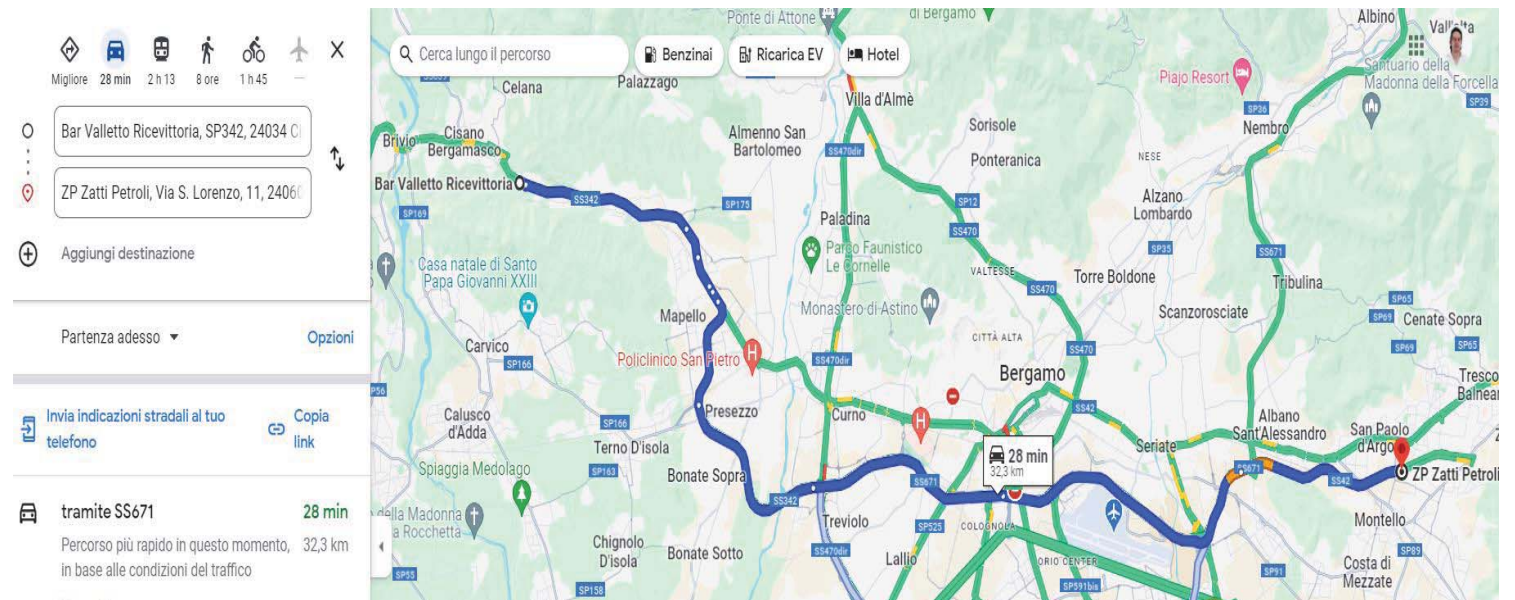 Migliore
28 min
2 h 13
8 ore
1 h 45
—
Bar Valletto Ricevittoria, SP342, 24034 C
ZP Zatti Petroli, Via S. Lorenzo, 11, 2406
Aggiungi destinazione
Partenza adesso
Opzioni
Invia indicazioni stradali al tuo
telefono
Copia
link
tramite SS671
28 min
Percorso più rapido in questo momento,
32,3 km
in base alle condizioni del traffico
Cerca lungo il percorso
Benzinai
Ricarica EV
Hotel
Ponte di Attone
di Bergamo
Albino
Vall'alta
Santuario della
Madonna della Forcella
Piajo Resort
SP39
SP36
Nembro
Celana
Palazzago
Villa d'Almè
Almenno San
Bartolomeo
SS470dir
Sorisole
Ponteranica
NESE
Brivio
Cisano
Bergamasco
Bar Valletto Ricevittoria
SS342
SP169
SP175
Paladina
SP12
SS470
Alzano
Lombardo
SP35
SS671
Parco Faunistico
Le Cornelle
VALTESSE
Torre Boldone
Tribulina
Casa natale di Santo
Papa Giovanni XXIII
SS470
Monastero di Astino
Scanzorosciate
SP65
SP69
Cenate Sopra
SP69
SP65
Mapello
CITTÀ ALTA
Carvico
SP166
Policlinico San Pietro
SS470dir
SS470
Bergamo
Tresco
Balnear
SP56
Calusco
d'Adda
Presezzo
Curno
SS42
Albano
Sant'Alessandro
San Paolo
d'Argo
SP166
Terno D'isola
28 min
32,3 km
Seriate
Spiaggia Medolago
SP163
Bonate Sopra
SS671
SS671
SS42
ZP Zatti Petroli
SS342
della Madonna
a Rocchetta
Treviolo
SP525
COLOGNOLA
Montello
Chignolo
D'isola
Bonate Sotto
SS470dir
Lallio
ORIO CENTER
SP89
Costa di
Mezzate
SP91
SP55
SP158
SP591bis